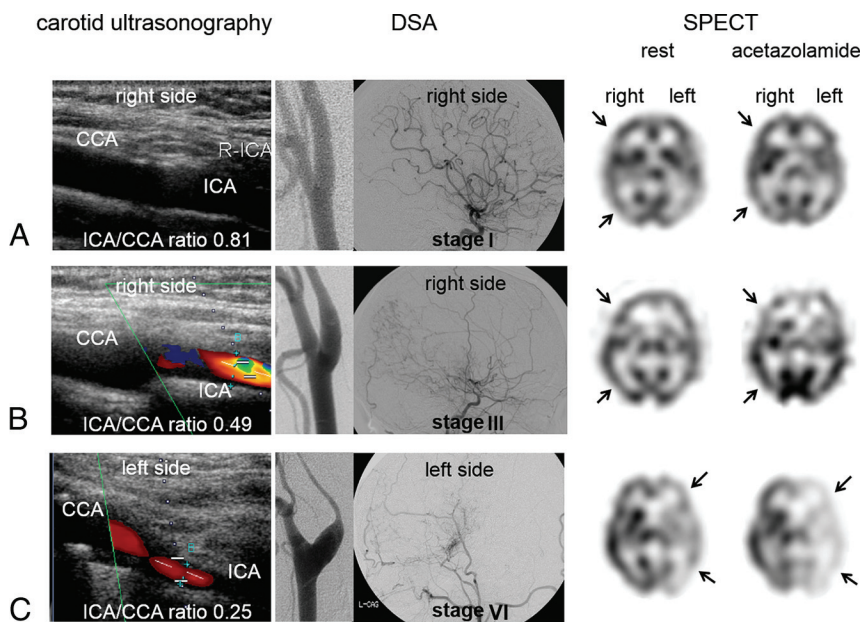 carotid ultrasonography DSA SPECT
rest acetazolamide
right side right side right left right left
CCA
R-ICA
ICA
A ICA/CCA ratio 0.81 stage I
right side right side
CCA
ICA
B ICA/CCA ratio 0.49 stage III
left side left side
CCA
ICA
L-CAG
C ICA/CCA ratio 0.25 stage VI